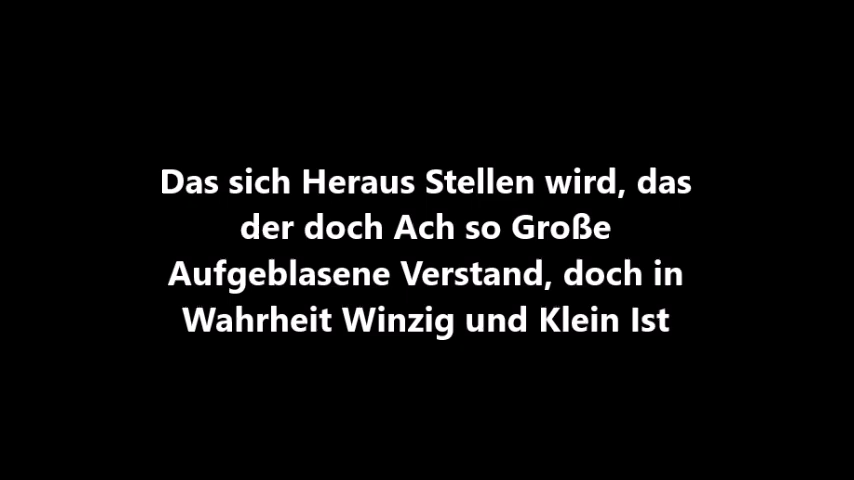 Das sich Heraus Stellen wird, das
der doch Ach so Große
Aufgeblasene Verstand, doch in
Wahrheit Winzig und Klein Ist